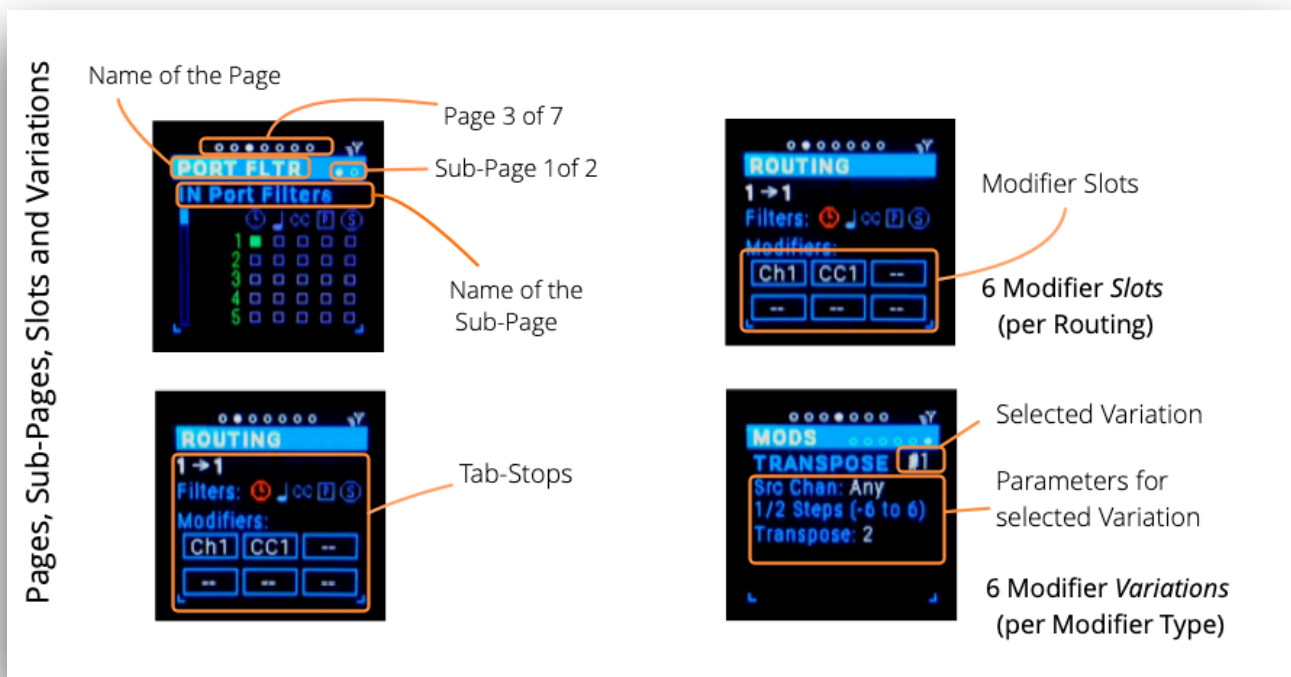 Pages, Sub-Pages, Slots and Variations
Name of the Page
Page 3 of 7
PORT FLTR
Sub-Page 1of 2
IN Port Filters
CC P S
1
2
3
4
5
Name of the
Sub-Page
ROUTING
1→1
Filters: CC P S
Modifiers:
Ch1 CC1 --
-- -- --
Modifier Slots
6 Modifier Slots
(per Routing)
ROUTING
1→1
Filters: CC P S
Modifiers:
Ch1 CC1 --
-- -- --
Tab-Stops
MODS
TRANSPOSE #1
Src Chan: Any
1/2 Steps (-6 to 6)
Transpose: 2
Selected Variation
Parameters for
selected Variation
6 Modifier Variations
(per Modifier Type)